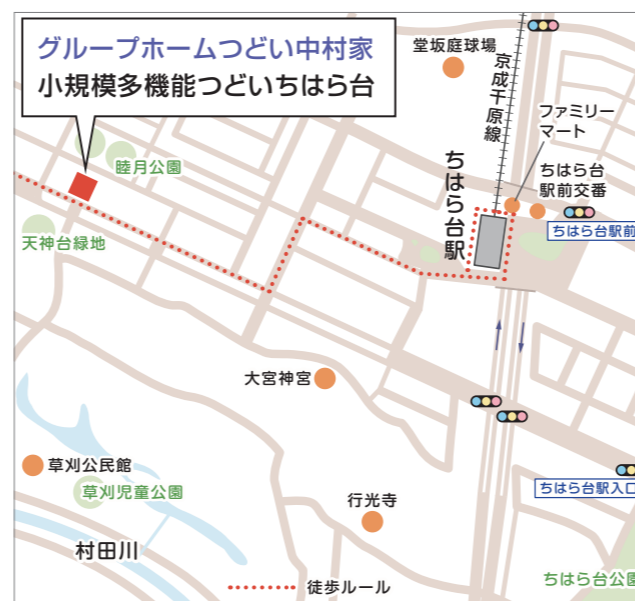 グループホームつどい中村家
小規模多機能つどいちはら台
堂坂庭球場
京成千原線
ファミリー
マート
ちはら台
駅前交番
ちはら台駅
ちはら台駅前
睦月公園
天神台緑地
大宮神宮
草刈公民館
草刈児童公園
行光寺
ちはら台駅入口
村田川
ちはら台公園
徒歩ルール